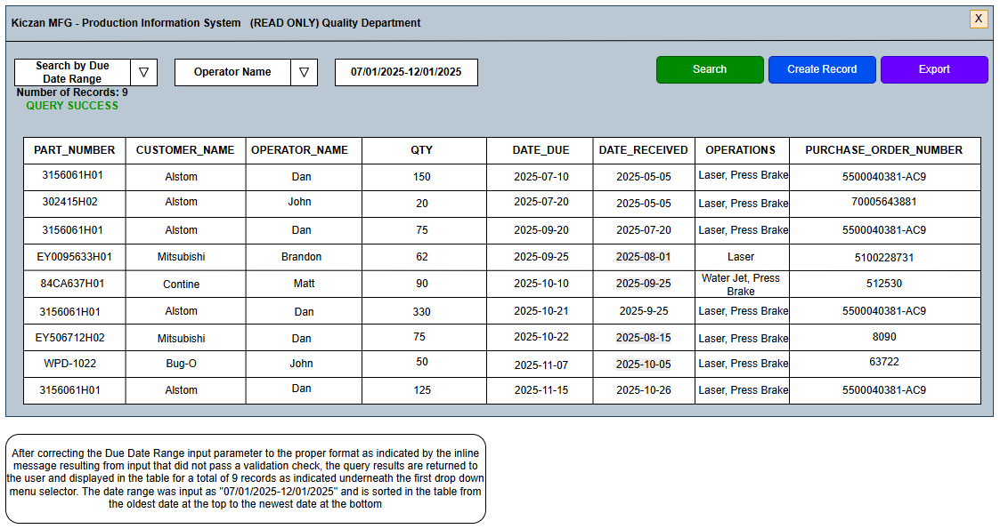 Kiczan MFG - Production Information System (READ ONLY) Quality Department X
Search by Due
Date Range ▽ Operator Name ▽ 07/01/2025-12/01/2025 Search Create Record Export
Number of Records: 9
QUERY SUCCESS
PART_NUMBER CUSTOMER_NAME OPERATOR_NAME QTY DATE_DUE DATE_RECEIVED OPERATIONS PURCHASE_ORDER_NUMBER
3156061H01 Alstom Dan 150 2025-07-10 2025-05-05 Laser, Press Brake 5500040381-AC9
302415H02 Alstom John 20 2025-07-20 2025-05-05 Laser, Press Brake 70005643881
3156061H01 Alstom Dan 75 2025-09-20 2025-07-20 Laser, Press Brake 5500040381-AC9
EY0095633H01 Mitsubishi Brandon 62 2025-09-25 2025-08-01 Laser 5100228731
84CA637H01 Contine Matt 90 2025-10-10 2025-09-25 Water Jet, Press
Brake 512530
3156061H01 Alstom Dan 330 2025-10-21 2025-9-25 Laser, Press Brake 5500040381-AC9
EY506712H02 Mitsubishi Dan 75 2025-10-22 2025-08-15 Laser, Press Brake 8090
WPD-1022 Bug-O John 50 2025-11-07 2025-10-05 Laser, Press Brake 63722
3156061H01 Alstom Dan 125 2025-11-15 2025-10-26 Laser, Press Brake 5500040381-AC9
After correcting the Due Date Range input parameter to the proper format as indicated by the inline
message resulting from input that did not pass a validation check, the query results are returned to
the user and displayed in the table for a total of 9 records as indicated underneath the first drop down
menu selector. The date range was input as "07/01/2025-12/01/2025" and is sorted in the table from
the oldest date at the top to the newest date at the bottom